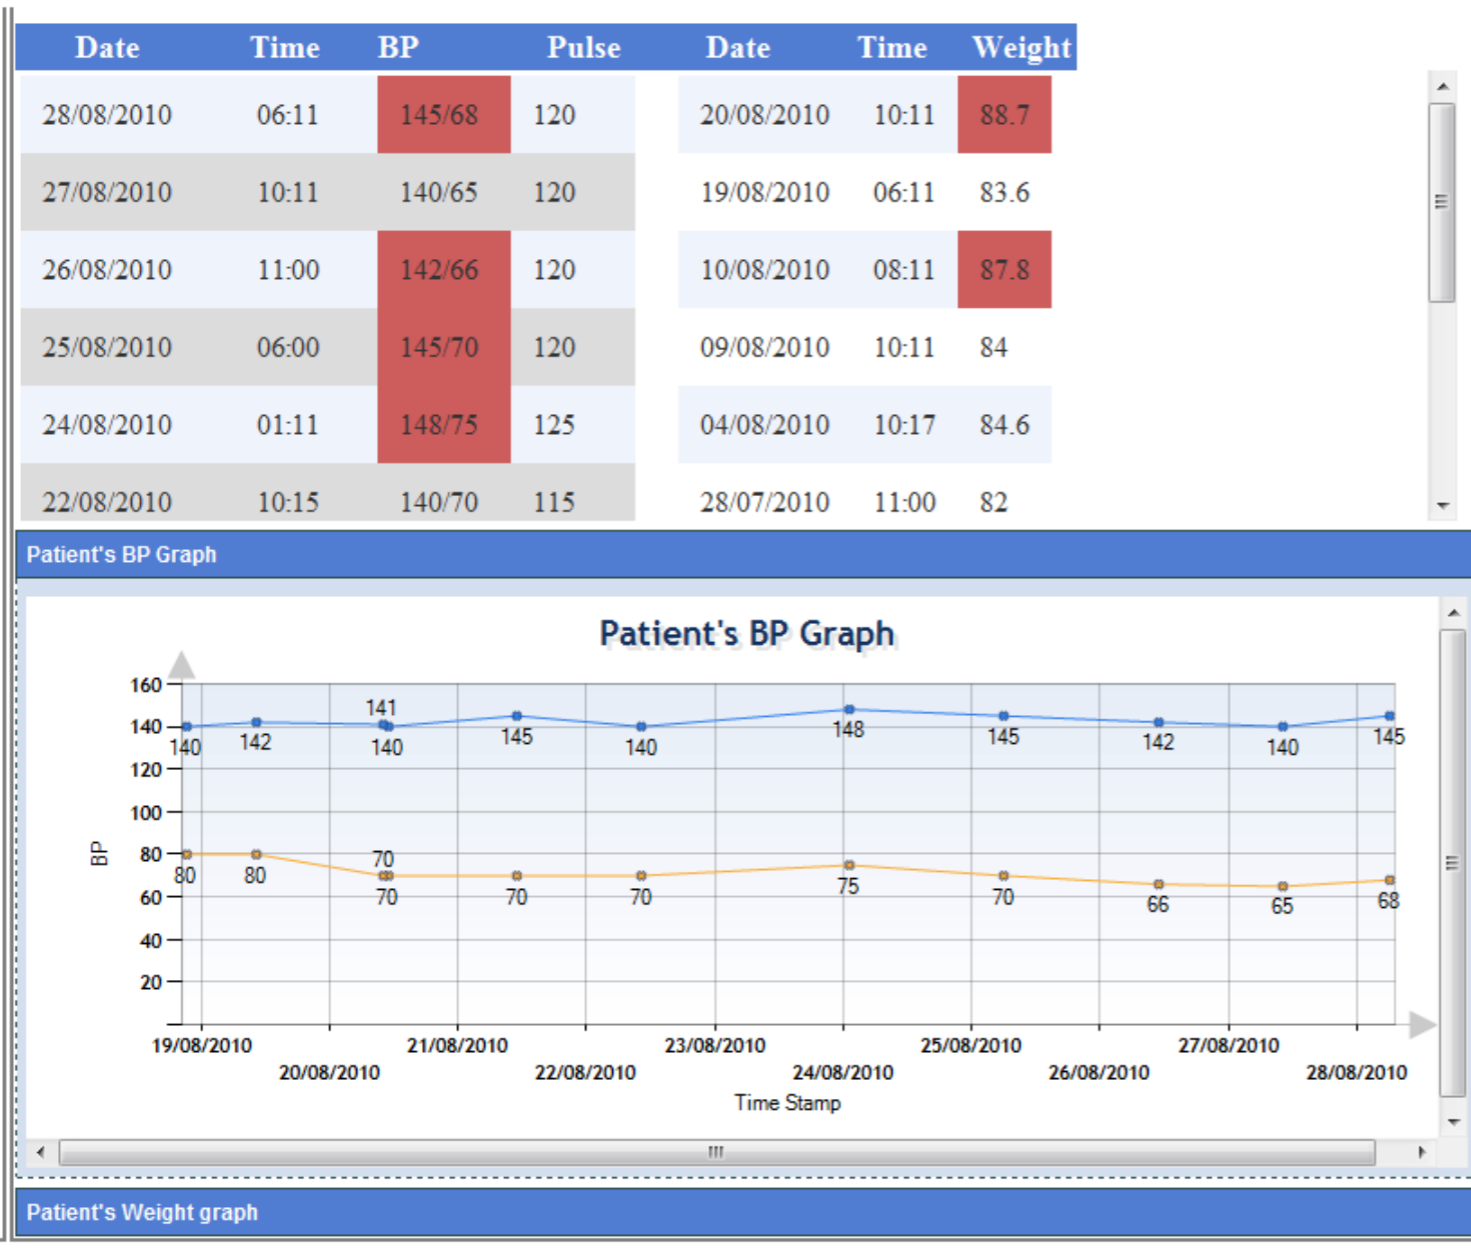 Date Time BP Pulse Date Time Weight
28/08/2010 06:11 145/68 120 20/08/2010 10:11 88.7
27/08/2010 10:11 140/65 120 19/08/2010 06:11 83.6
26/08/2010 11:00 142/66 120 10/08/2010 08:11 87.8
25/08/2010 06:00 145/70 120 09/08/2010 10:11 84
24/08/2010 01:11 148/75 125 04/08/2010 10:17 84.6
22/08/2010 10:15 140/70 115 28/07/2010 11:00 82
Patient's BP Graph
Patient's BP Graph
160
141
140
140 142 140 145 140 148 145 142 140 145
120
100
BP
80
70
80 80 70 70 70 75 70 66 65 68
60
40
20
19/08/2010 21/08/2010 23/08/2010 25/08/2010 27/08/2010
20/08/2010 22/08/2010 24/08/2010 26/08/2010 28/08/2010
Time Stamp
Patient's Weight graph